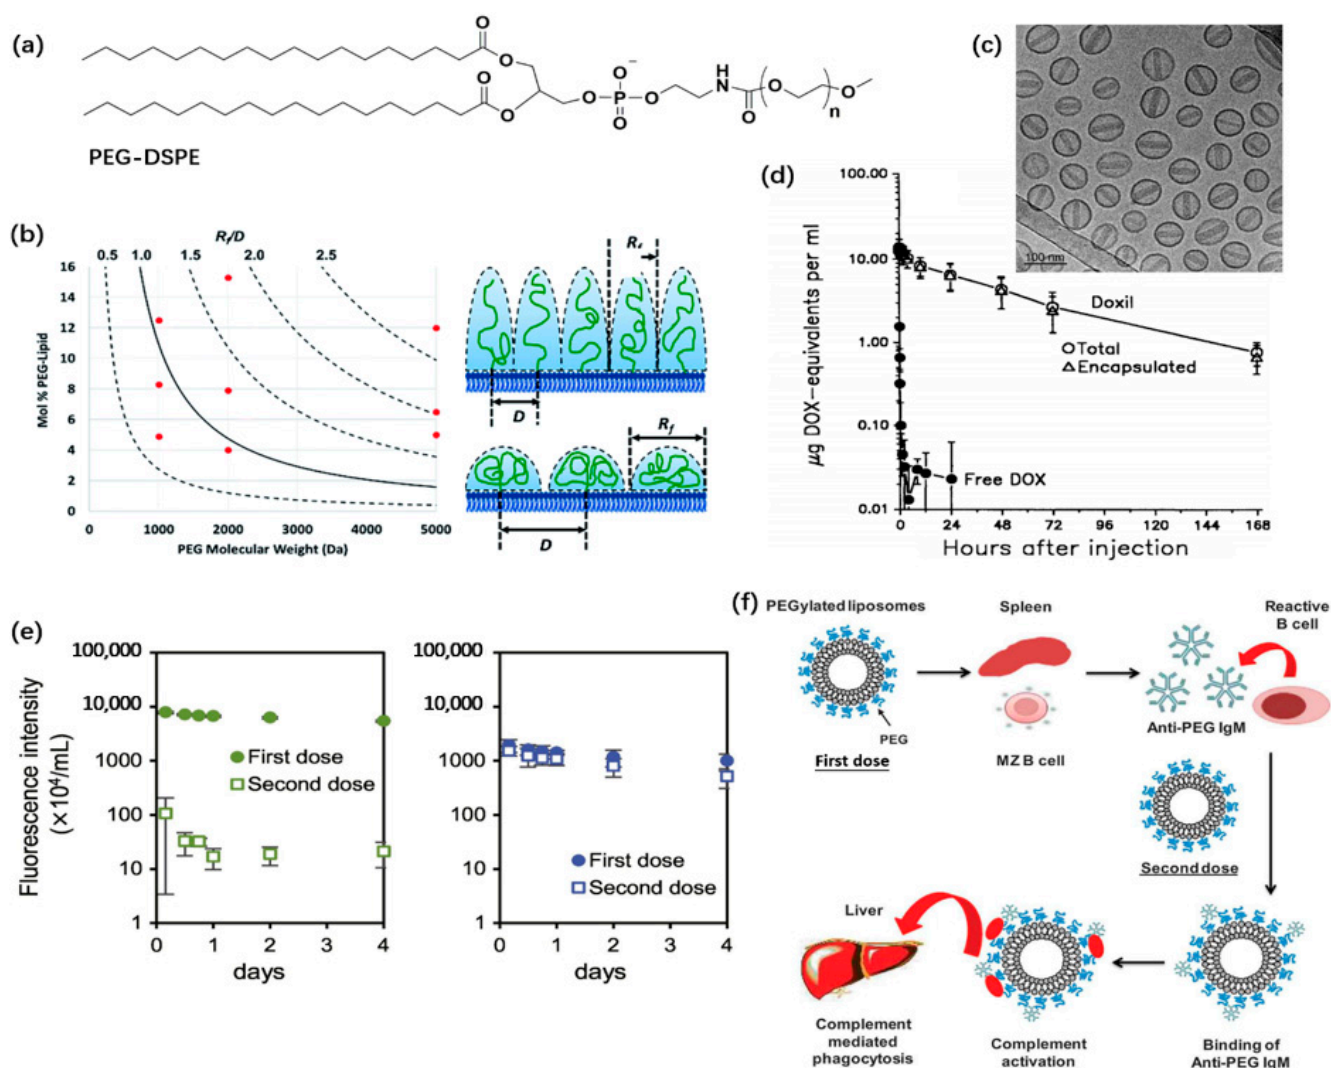 (a)
O
O
O
O
O⁻
O
P
O
O
H
N
O
O
n
O
PEG-DSPE
(b)
Rf/D
0.5 1.0 1.5 2.0 2.5
16
14
12
10
8
6
4
2
0
Mol % PEG-Lipid
0 1000 2000 3000 4000 5000
PEG Molecular Weight (Da)
D
Rf
D
(c)
100 nm
(d)
100.00
10.00
1.00
0.10
0.01
µg DOX-equivalents per ml
Doxil
Total
Encapsulated
Free DOX
0 24 48 72 96 120 144 168
Hours after injection
(e)
Fluorescence intensity
(×10⁴/mL)
100,000
10,000
1000
100
10
1
First dose
Second dose
0 1 2 3 4
days
100,000
10,000
1000
100
10
1
First dose
Second dose
0 1 2 3 4
days
(f)
PEGylated liposomes
PEG
First dose
Spleen
MZ B cell
Anti-PEG IgM
Reactive
B cell
Second dose
Binding of
Anti-PEG IgM
Complement
activation
Liver
Complement
mediated
phagocytosis